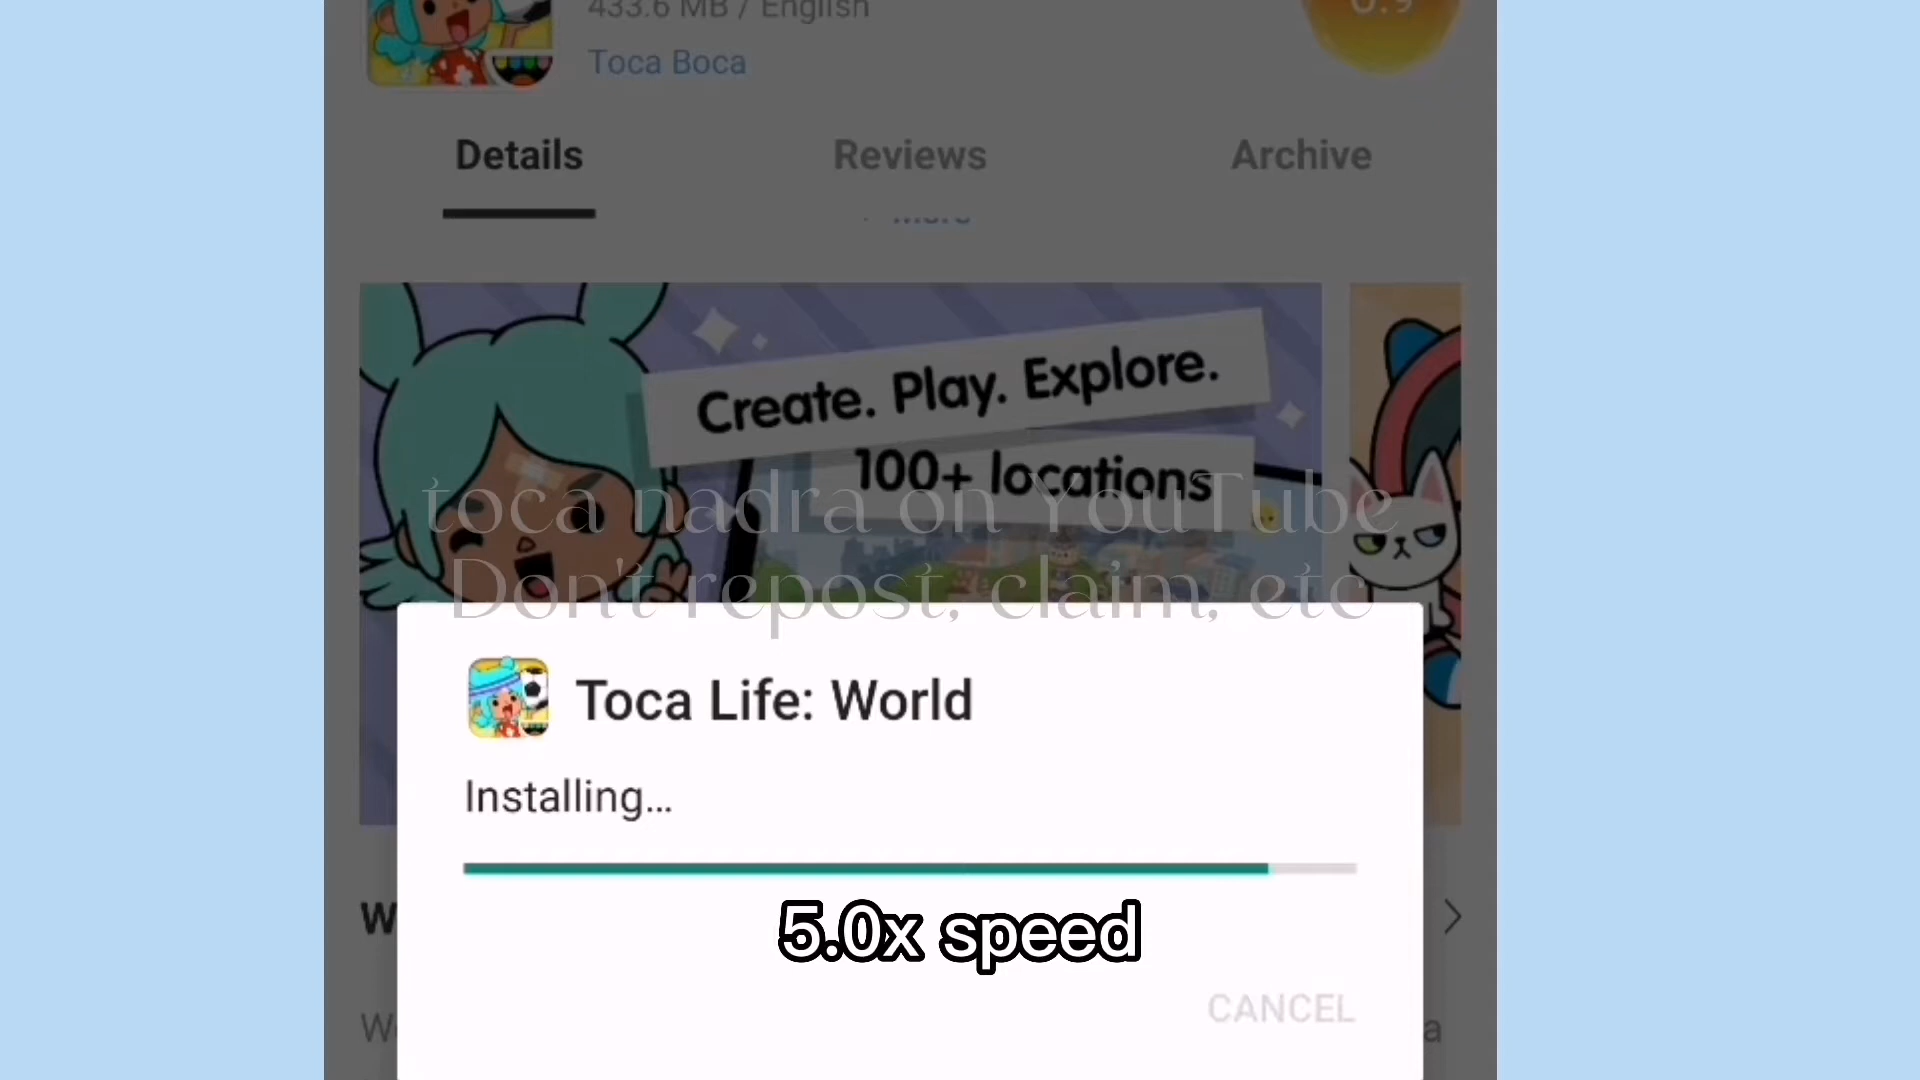 433.6 MB / English
Toca Boca
Details
Reviews
Archive
More
Create. Play. Explore.
100+ locations
toca nadra on YouTube
Don't repost, claim, etc
Toca Life: World
Installing...
5.0x speed
CANCEL